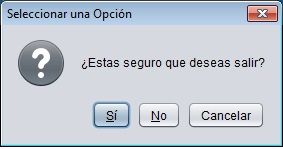 Seleccionar una Opción
¿Estas seguro que deseas salir?
Sí No Cancelar